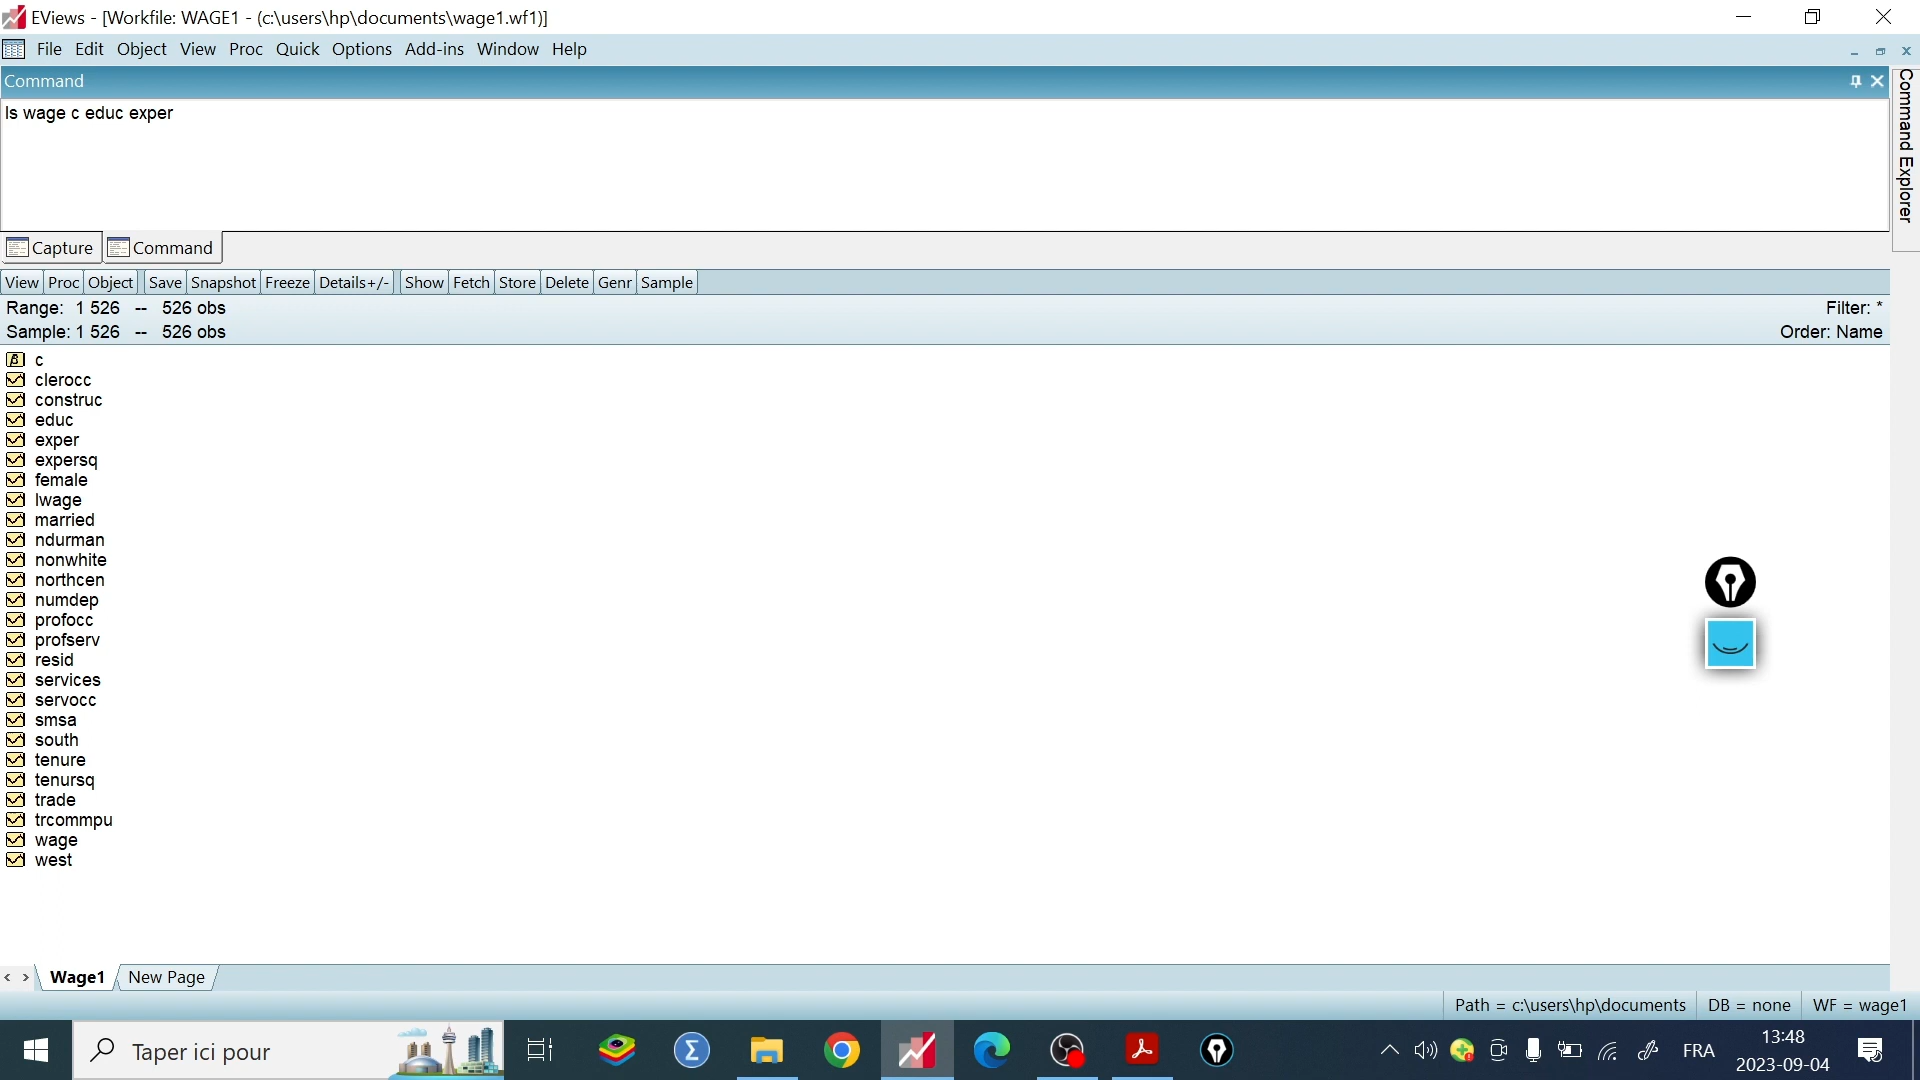 EViews - [Workfile: WAGE1 - (c:\users\hp\documents\wage1.wf1)]
File Edit Object View Proc Quick Options Add-ins Window Help
Command
ls wage c educ exper
Command Explorer
Capture Command
View Proc Object Save Snapshot Freeze Details+/- Show Fetch Store Delete Genr Sample
Range: 1 526 -- 526 obs Filter: *
Sample: 1 526 -- 526 obs Order: Name
β c
clerocc
construc
educ
exper
expersq
female
lwage
married
ndurman
nonwhite
northcen
numdep
profocc
profserv
resid
services
servocc
smsa
south
tenure
tenursq
trade
trcommpu
wage
west
< > Wage1 New Page
Path = c:\users\hp\documents DB = none WF = wage1
Taper ici pour Σ FRA 13:48
2023-09-04